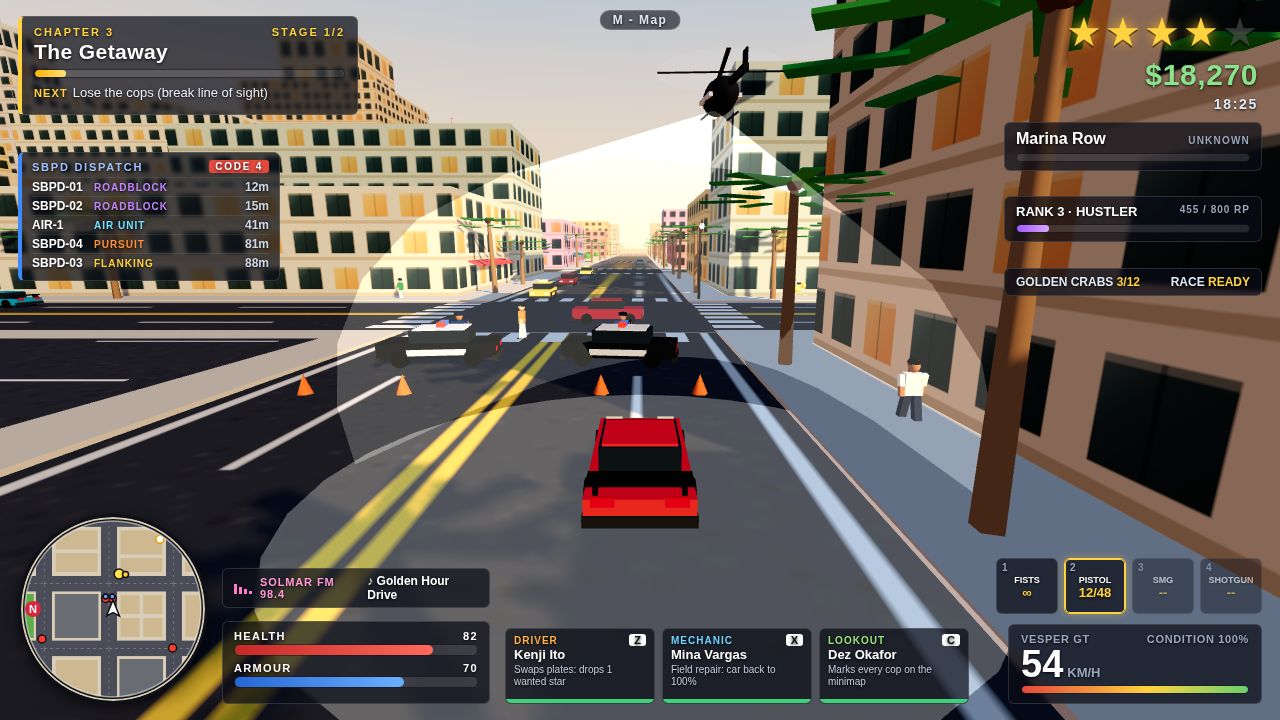 CHAPTER 3 STAGE 1/2
The Getaway
NEXT Lose the cops (break line of sight)
M - Map
$18,270
18:25
SBPD DISPATCH CODE 4
SBPD-01 ROADBLOCK 12m
SBPD-02 ROADBLOCK 15m
AIR-1 AIR UNIT 41m
SBPD-04 PURSUIT 81m
SBPD-03 FLANKING 88m
Marina Row UNKNOWN
RANK 3 · HUSTLER 455 / 800 RP
GOLDEN CRABS 3/12 RACE READY
N
SOLMAR FM
98.4
♪ Golden Hour
Drive
HEALTH 82
ARMOUR 70
DRIVER Z
Kenji Ito
Swaps plates: drops 1
wanted star
MECHANIC X
Mina Vargas
Field repair: car back to
100%
LOOKOUT C
Dez Okafor
Marks every cop on the
minimap
1
FISTS
∞
2
PISTOL
12/48
3
SMG
--
4
SHOTGUN
--
VESPER GT CONDITION 100%
54 KM/H